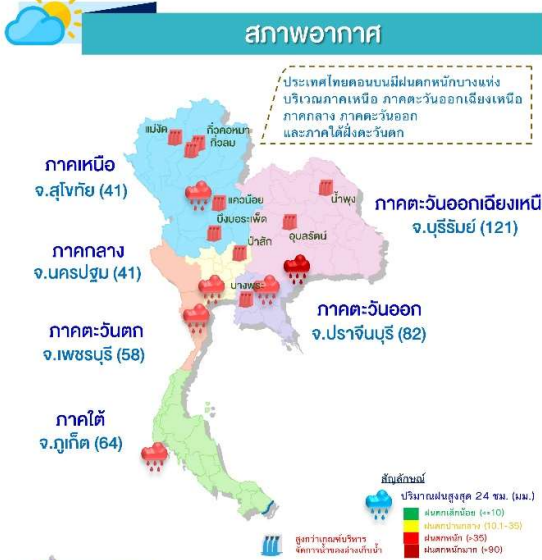 สภาพอากาศ
ประเทศไทยตอนบนมีฝนตกหนักบางแห่ง
บริเวณภาคเหนือ ภาคตะวันออกเฉียงเหนือ
ภาคกลาง ภาคตะวันออก
และภาคใต้ฝั่งตะวันตก
แม่งัด
กิ่วคอหมา
กิ่วลม
ภาคเหนือ
จ.สุโขทัย (41)
แควน้อย
น้ำพุง
ภาคตะวันออกเฉียงเหนื
จ.บุรีรัมย์ (121)
บึงบอระเพ็ด
อุบลรัตน์
ป่าสัก
ภาคกลาง
จ.นครปฐม (41)
บางพระ
ภาคตะวันออก
จ.ปราจีนบุรี (82)
ภาคตะวันตก
จ.เพชรบุรี (58)
ภาคใต้
จ.ภูเก็ต (64)
สัญลักษณ์
ปริมาณฝนสูงสุด 24 ชม. (มม.)
ฝนตกเล็กน้อย (<=10)
ฝนตกปานกลาง (10.1-35)
ฝนตกหนัก (>35)
ฝนตกหนักมาก (>90)
สูงกว่าเกณฑ์บริหาร
จัดการน้ำของอ่างเก็บน้ำ